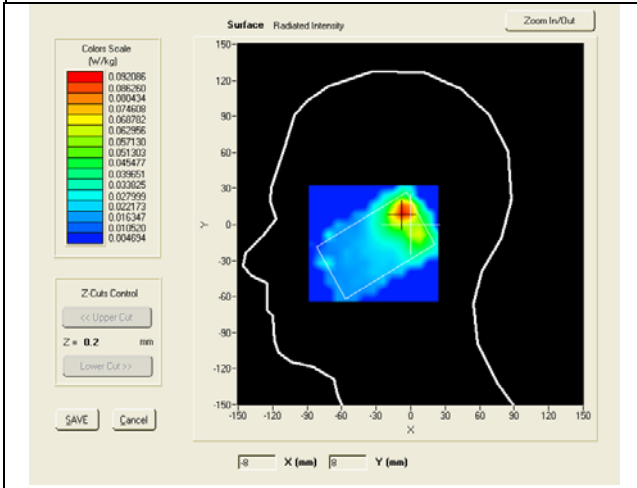 Surface Radiated Intensity
Zoom In/Out
Colors Scale
(W/kg)
0.092086
0.086260
0.080434
0.074608
0.068782
0.062956
0.057130
0.051303
0.045477
0.039651
0.033825
0.027999
0.022173
0.016347
0.010520
0.004694
150
120
90
60
30
0
-30
-60
-90
-120
-150
Y
-150 -120 -90 -60 -30 0 30 60 90 120 150
X
Z-Cuts Control
<< Upper Cut
Z = 0.2 mm
Lower Cut >>
SAVE Cancel
-8 X (mm) 8 Y (mm)